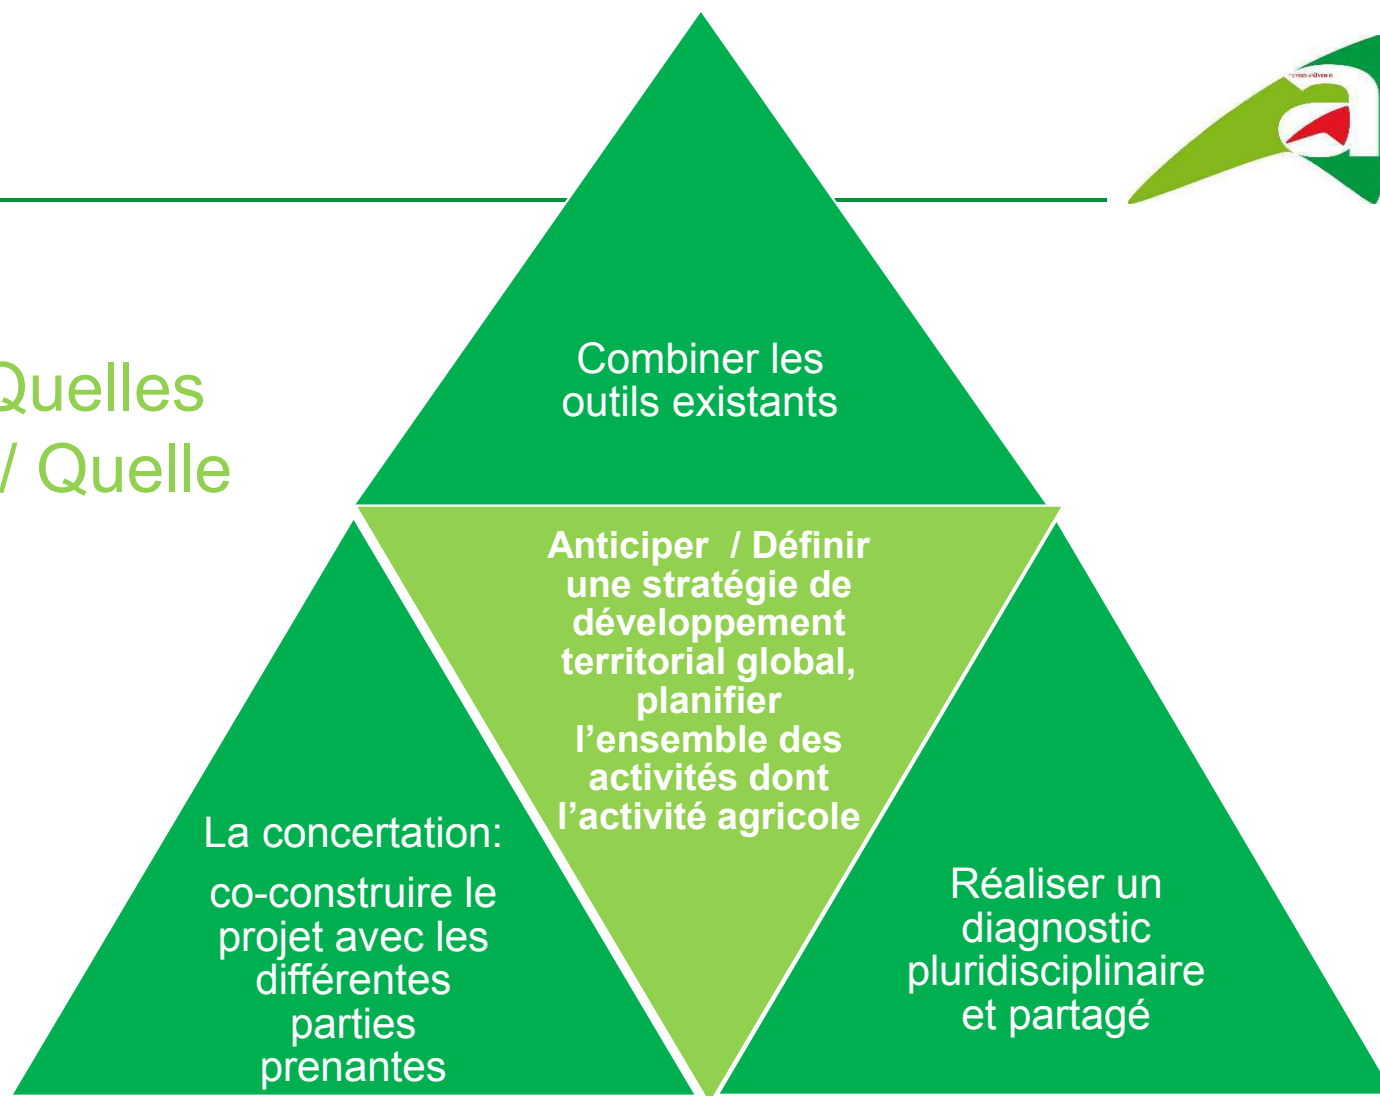 Quelles
/ Quelle
Combiner les
outils existants
Anticiper / Définir
une stratégie de
développement
territorial global,
planifier
l’ensemble des
activités dont
l’activité agricole
La concertation:
co-construire le
projet avec les
différentes
parties
prenantes
Réaliser un
diagnostic
pluridisciplinaire
et partagé